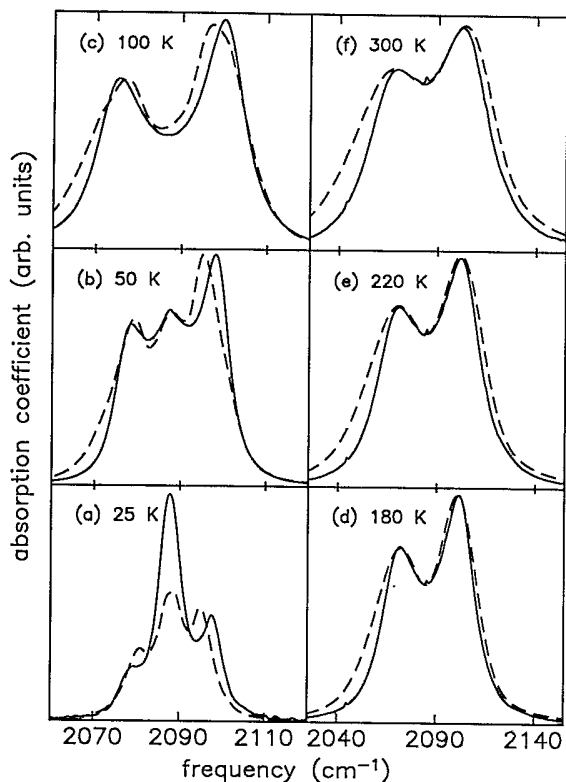 (c) 100 K
(f) 300 K
(b) 50 K
(e) 220 K
(a) 25 K
(d) 180 K
absorption coefficient (arb. units)
2070 2090 2110 2040 2090 2140
frequency (cm⁻¹)